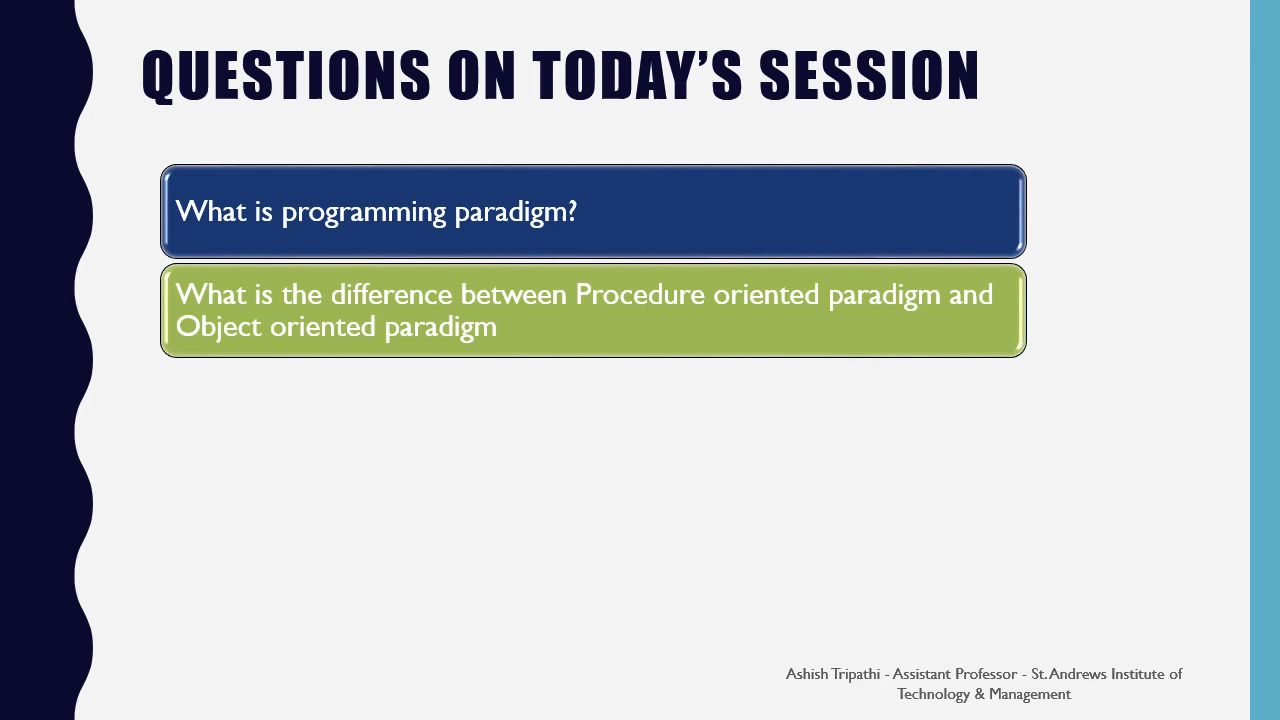 QUESTIONS ON TODAY’S SESSION
What is programming paradigm?
What is the difference between Procedure oriented paradigm and
Object oriented paradigm
Ashish Tripathi - Assistant Professor - St. Andrews Institute of
Technology & Management